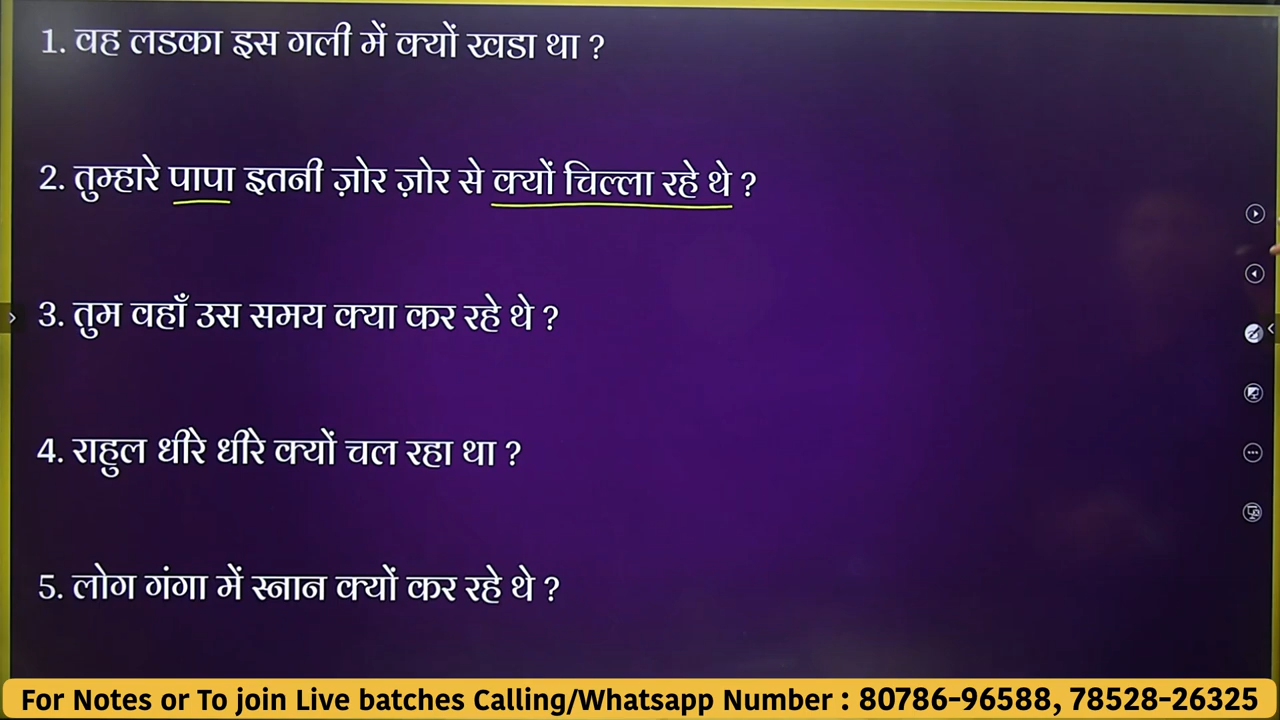 1. वह लडका इस गली में क्यों खडा था ?
2. तुम्हारे पापा इतनी ज़ोर ज़ोर से क्यों चिल्ला रहे थे ?
3. तुम वहाँ उस समय क्या कर रहे थे ?
4. राहुल धीरे धीरे क्यों चल रहा था ?
5. लोग गंगा में स्नान क्यों कर रहे थे ?
For Notes or To join Live batches Calling/Whatsapp Number : 80786-96588, 78528-26325